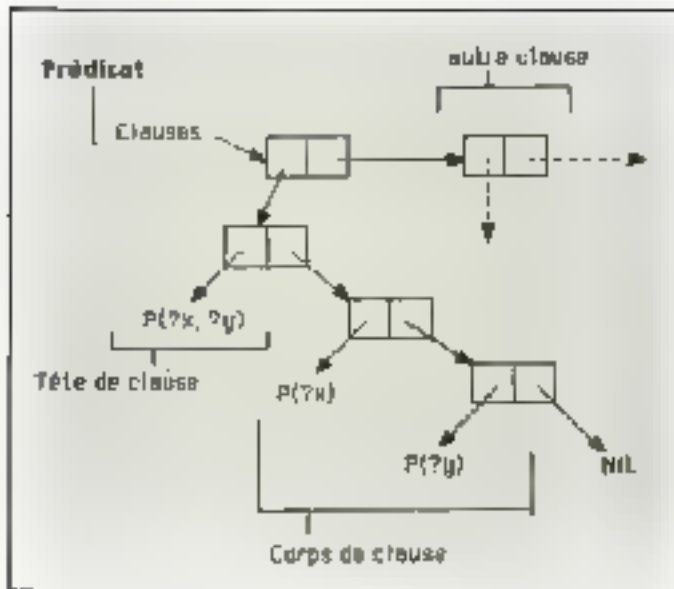 autre clause
Prédicat
Clauses
P(?x, ?y)
Tête de clause
P(?x)
P(?y)
NIL
Corps de clause